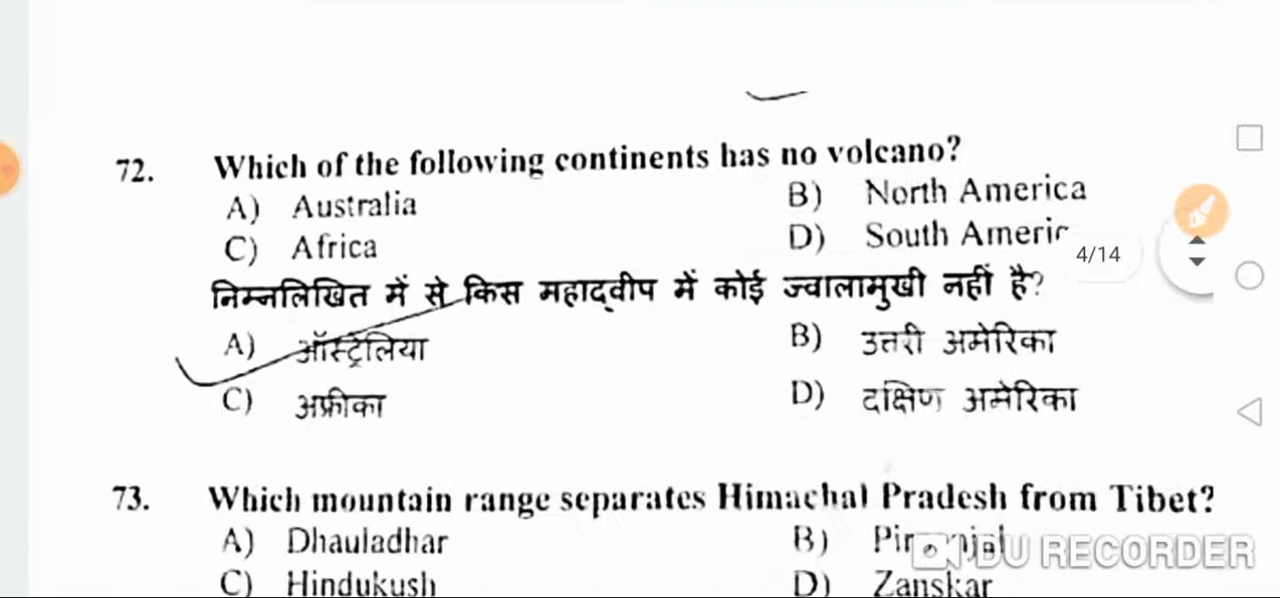 72. Which of the following continents has no volcano?
A) Australia B) North America
C) Africa D) South
4/14
निम्नलिखित में से किस महाद्वीप में कोई ज्वालामुखी नहीं है?
A) ऑस्ट्रेलिया B) उत्तरी अमेरिका
C) अफ्रीका D) दक्षिण अमेरिका
73. Which mountain range separates Himachal Pradesh from Tibet?
A) Dhauladhar B)
DU RECORDER
C) Hindukush D) Zanskar